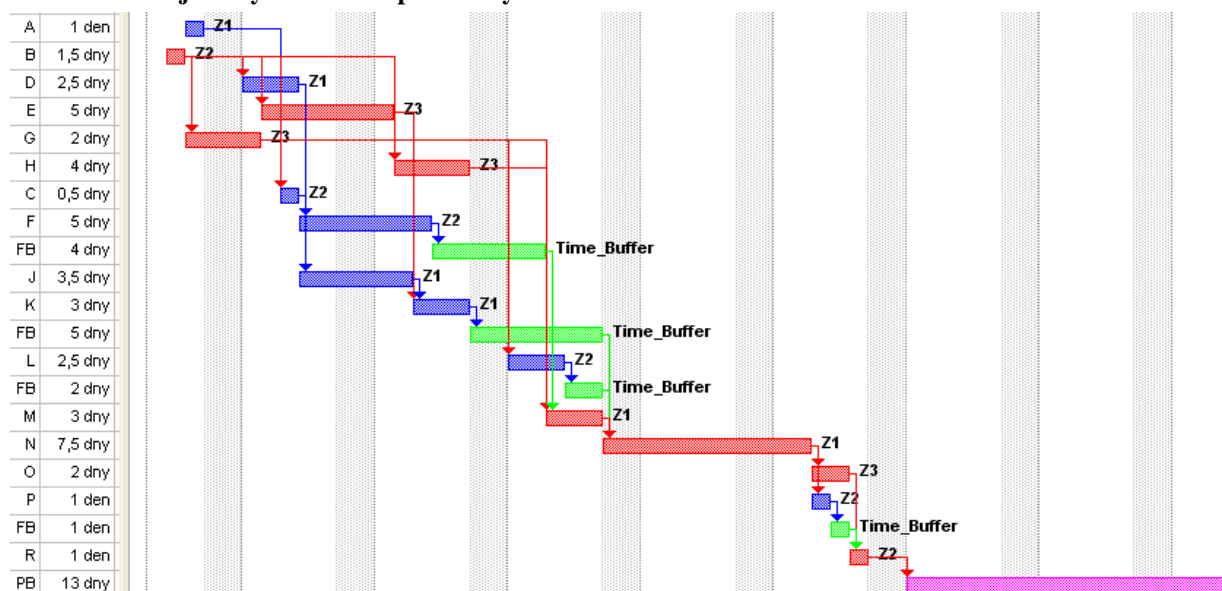 A 1 den Z1
B 1,5 dny Z2
D 2,5 dny Z1
E 5 dny Z3
G 2 dny Z3
H 4 dny Z3
C 0,5 dny Z2
F 5 dny Z2
FB 4 dny Time_Buffer
J 3,5 dny Z1
K 3 dny Z1
FB 5 dny Time_Buffer
L 2,5 dny Z2
FB 2 dny Time_Buffer
M 3 dny Z1
N 7,5 dny Z1
O 2 dny Z3
P 1 den Z2
FB 1 den Time_Buffer
R 1 den Z2
PB 13 dny